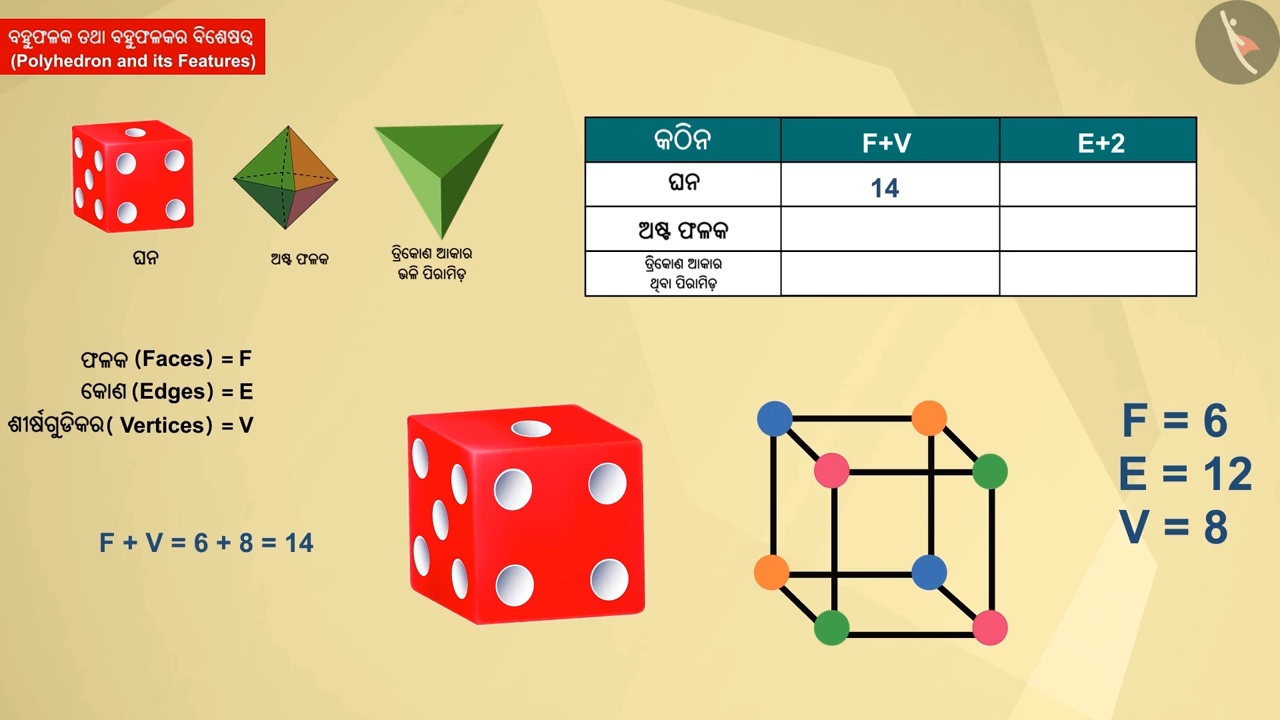 ବହୁଫଳକ ତଥା ବହୁଫଳକର ବିଶେଷତ୍ଵ
(Polyhedron and its Features)
ଘନ
ଅଷ୍ଟ ଫଳକ
ତ୍ରିକୋଣ ଆକାର
ଭଳି ପିରାମିଡ଼
କଠିନ F+V E+2
ଘନ 14
ଅଷ୍ଟ ଫଳକ
ତ୍ରିକୋଣ ଆକାର
ଥିବା ପିରାମିଡ଼
ଫଳକ (Faces) = F
କୋଣ (Edges) = E
ଶୀର୍ଷଗୁଡିକର( Vertices) = V
F + V = 6 + 8 = 14
F = 6
E = 12
V = 8